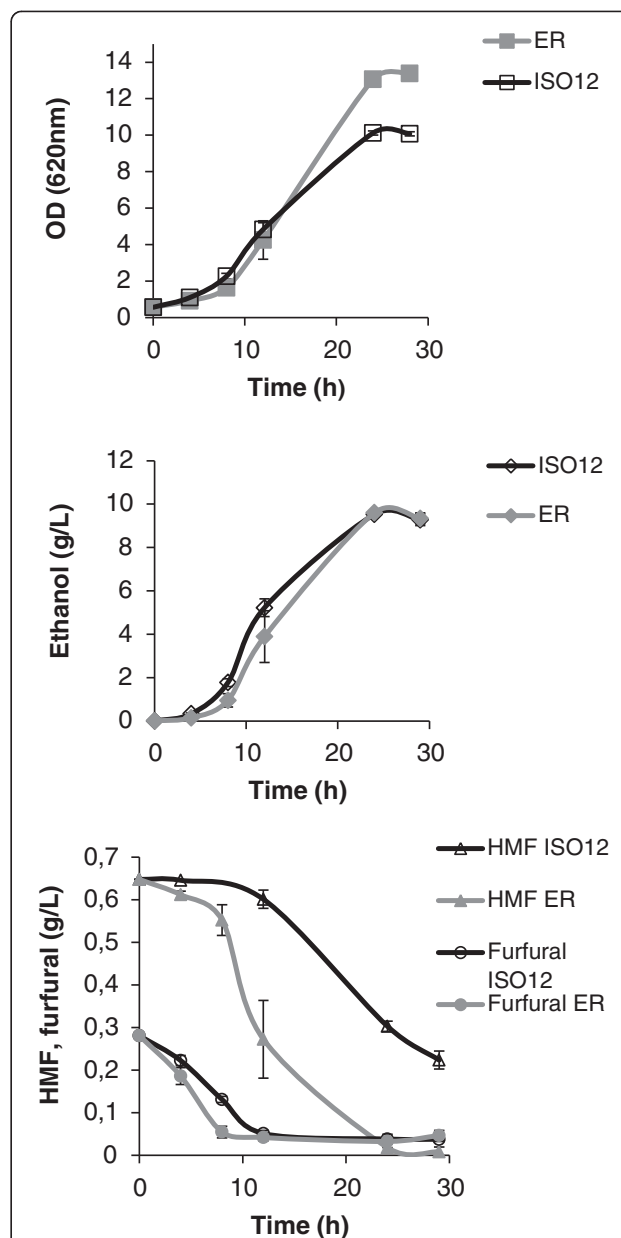 ER
ISO12
14
12
10
8
6
4
2
0
OD (620nm)
0 10 20 30
Time (h)
ISO12
ER
12
10
8
6
4
2
0
Ethanol (g/L)
0 10 20 30
Time (h)
HMF ISO12
HMF ER
Furfural
ISO12
Furfural ER
0,7
0,6
0,5
0,4
0,3
0,2
0,1
0
HMF, furfural (g/L)
0 10 20 30
Time (h)